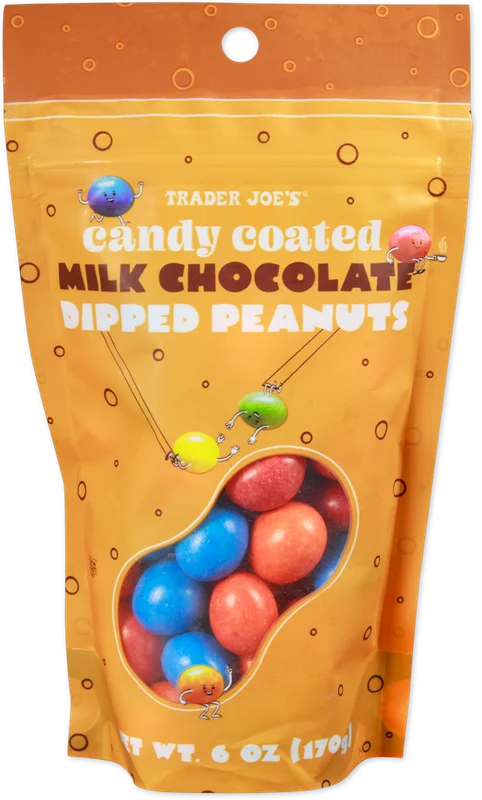 TRADER JOE'S®
candy coated
MILK CHOCOLATE
DIPPED PEANUTS
WT. 6 OZ (170g)